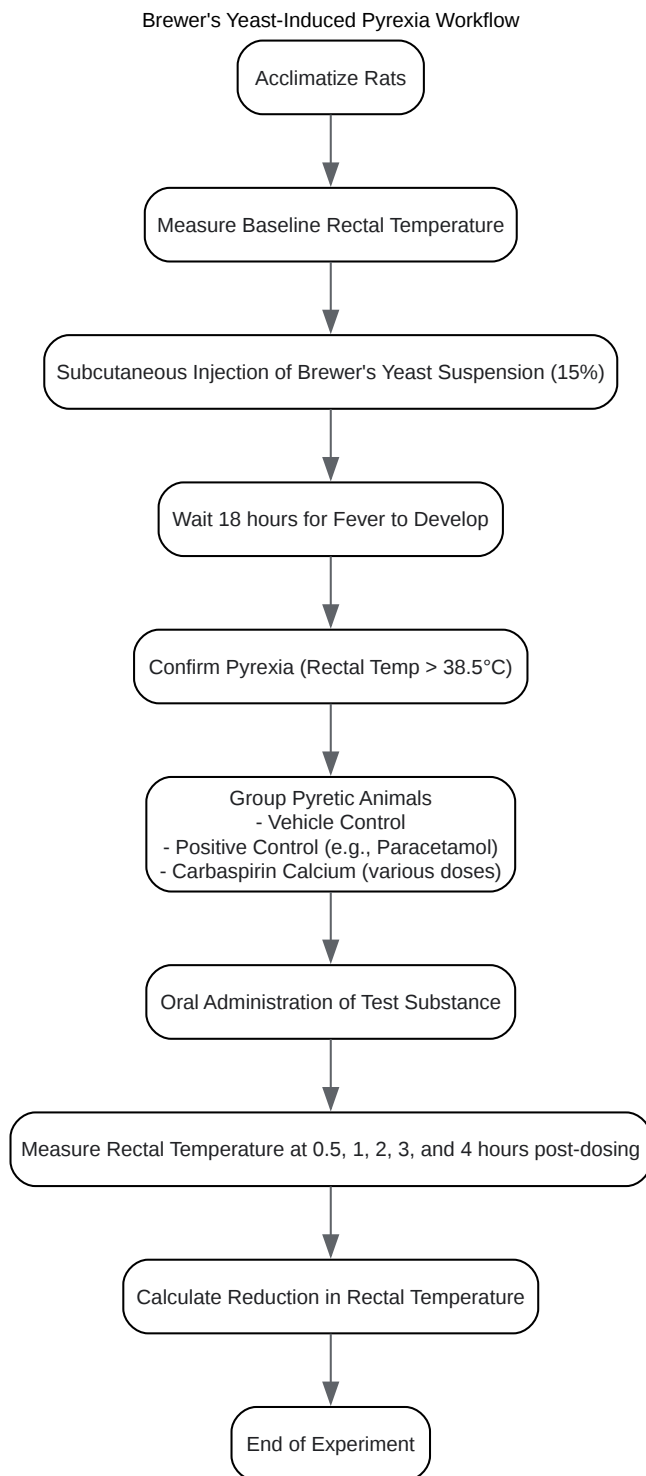 Brewer's Yeast-Induced Pyrexia Workflow
Acclimatize Rats
Measure Baseline Rectal Temperature
Subcutaneous Injection of Brewer's Yeast Suspension (15%)
Wait 18 hours for Fever to Develop
Confirm Pyrexia (Rectal Temp > 38.5°C)
Group Pyretic Animals
- Vehicle Control
- Positive Control (e.g., Paracetamol)
- Carbaspirin Calcium (various doses)
Oral Administration of Test Substance
Measure Rectal Temperature at 0.5, 1, 2, 3, and 4 hours post-dosing
Calculate Reduction in Rectal Temperature
End of Experiment